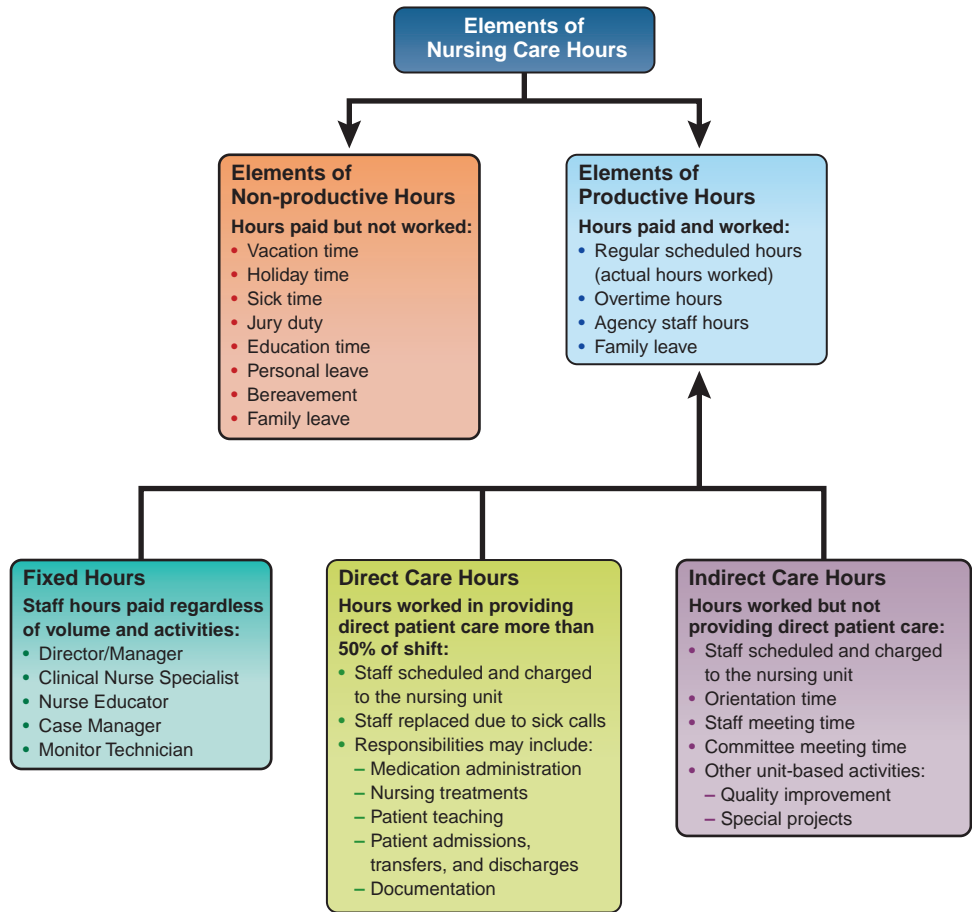 Elements of
Nursing Care Hours
Elements of
Non-productive Hours
Hours paid but not worked:
• Vacation time
• Holiday time
• Sick time
• Jury duty
• Education time
• Personal leave
• Bereavement
• Family leave
Elements of
Productive Hours
Hours paid and worked:
• Regular scheduled hours
(actual hours worked)
• Overtime hours
• Agency staff hours
• Family leave
Fixed Hours
Staff hours paid regardless
of volume and activities:
• Director/Manager
• Clinical Nurse Specialist
• Nurse Educator
• Case Manager
• Monitor Technician
Direct Care Hours
Hours worked in providing
direct patient care more than
50% of shift:
• Staff scheduled and charged
to the nursing unit
• Staff replaced due to sick calls
• Responsibilities may include:
– Medication administration
– Nursing treatments
– Patient teaching
– Patient admissions,
transfers, and discharges
– Documentation
Indirect Care Hours
Hours worked but not
providing direct patient care:
• Staff scheduled and charged
to the nursing unit
• Orientation time
• Staff meeting time
• Committee meeting time
• Other unit-based activities:
– Quality improvement
– Special projects